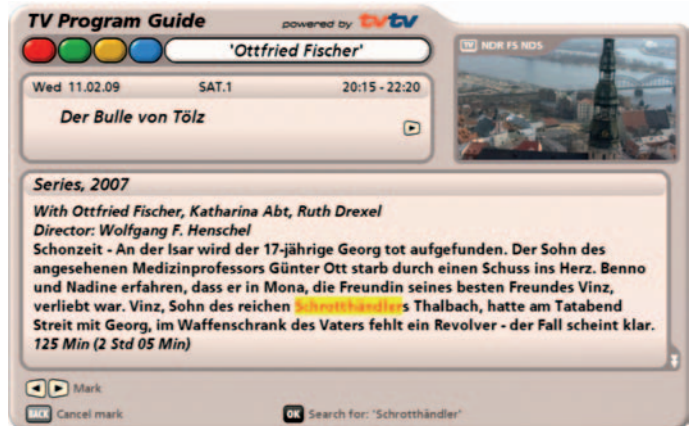 TV Program Guide
powered by tvtv
'Ottfried Fischer'
TV NDR FS NDS
Wed 11.02.09 SAT.1 20:15 - 22:20
Der Bulle von Tölz
Series, 2007
With Ottfried Fischer, Katharina Abt, Ruth Drexel
Director: Wolfgang F. Henschel
Schonzeit - An der Isar wird der 17-jährige Georg tot aufgefunden. Der Sohn des
angesehenen Medizinprofessors Günter Ott starb durch einen Schuss ins Herz. Benno
und Nadine erfahren, dass er in Mona, die Freundin seines besten Freundes Vinz,
verliebt war. Vinz, Sohn des reichen Schrotthändlers Thalbach, hatte am Tatabend
Streit mit Georg, im Waffenschrank des Vaters fehlt ein Revolver - der Fall scheint klar.
125 Min (2 Std 05 Min)
Mark
BACK Cancel mark
OK Search for: 'Schrotthändler'